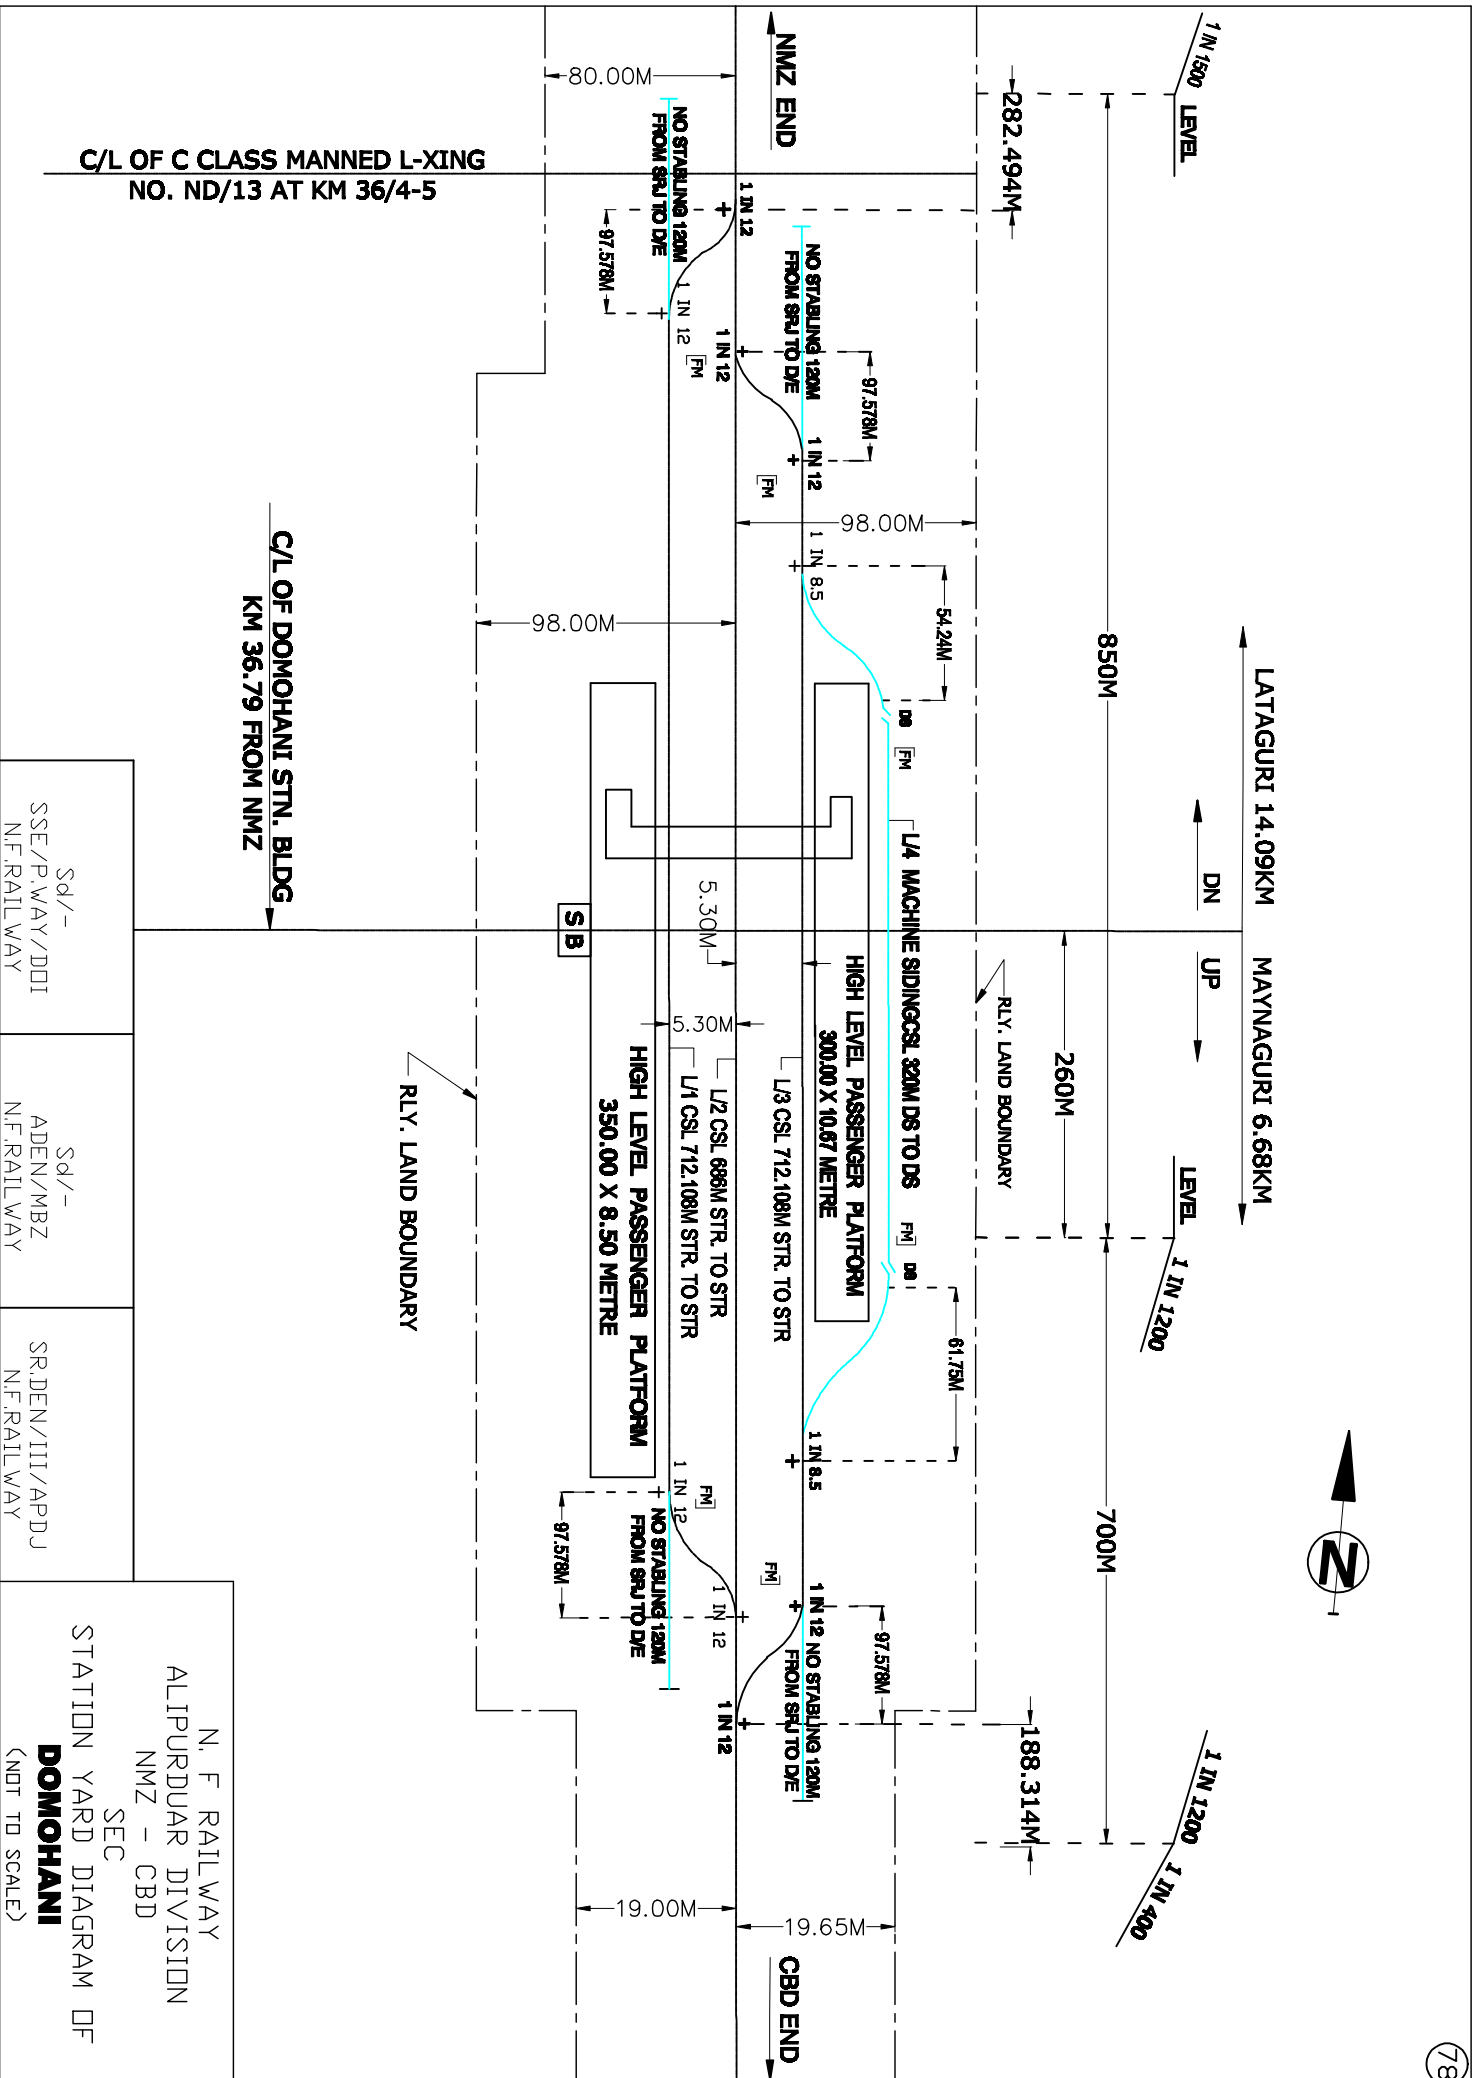 78
1 IN 1500
LEVEL
LATAGURI 14.09KM
MAYNAGURI 6.68KM
DN
UP
LEVEL
1 IN 1200
N
1 IN 1200
1 IN 400
850M
260M
700M
282.494M
188.314M
RLY. LAND BOUNDARY
54.24M
61.75M
98.00M
97.578M
97.578M
DS
FM
L/4 MACHINE SIDINGCSL 320M DS TO DS
FM
DS
HIGH LEVEL PASSENGER PLATFORM
300.00 X 10.67 METRE
NO STABLING 120M
FROM SRJ TO D/E
1 IN 12
1 IN 8.5
1 IN 8.5
1 IN 12
NO STABLING 120M
FROM SRJ TO D/E
FM
FM
L/3 CSL 712.108M STR. TO STR
NMZ END
CBD END
80.00M
1 IN 12
1 IN 12
5.30M
L/2 CSL 686M STR. TO STR
1 IN 12
1 IN 12
19.65M
19.00M
FM
FM
5.30M
L/1 CSL 712.108M STR. TO STR
NO STABLING 120M
FROM SRJ TO D/E
1 IN 12
1 IN 12
NO STABLING 120M
FROM SRJ TO D/E
97.578M
98.00M
97.578M
HIGH LEVEL PASSENGER PLATFORM
350.00 X 8.50 METRE
S B
RLY. LAND BOUNDARY
C/L OF C CLASS MANNED L-XING
NO. ND/13 AT KM 36/4-5
C/L OF DOMOHANI STN. BLDG
KM 36.79 FROM NMZ
Sd/-
SSE/P.WAY/DOI
N.F.RAILWAY
Sd/-
ADEN/MBZ
N.F.RAILWAY
SR.DEN/III/APDJ
N.F.RAILWAY
N. F RAILWAY
ALIPURDUAR DIVISION
NMZ - CBD
SEC
STATION YARD DIAGRAM OF
DOMOHANI
(NOT TO SCALE)